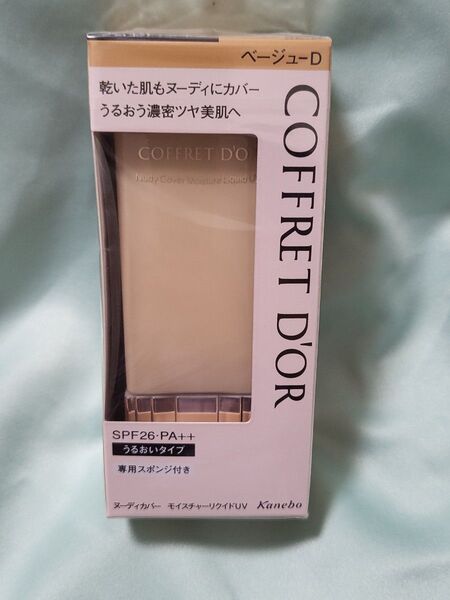 ベージューD
乾いた肌もヌーディにカバー
うるおう濃密ツヤ美肌へ
COFFRET D'OR
COFFRET D'O
Nudy Cover Moisture Liquid U
SPF26・PA++
うるおいタイプ
専用スポンジ付き
ヌーディカバー モイスチャーリクイドUV
Kanebo